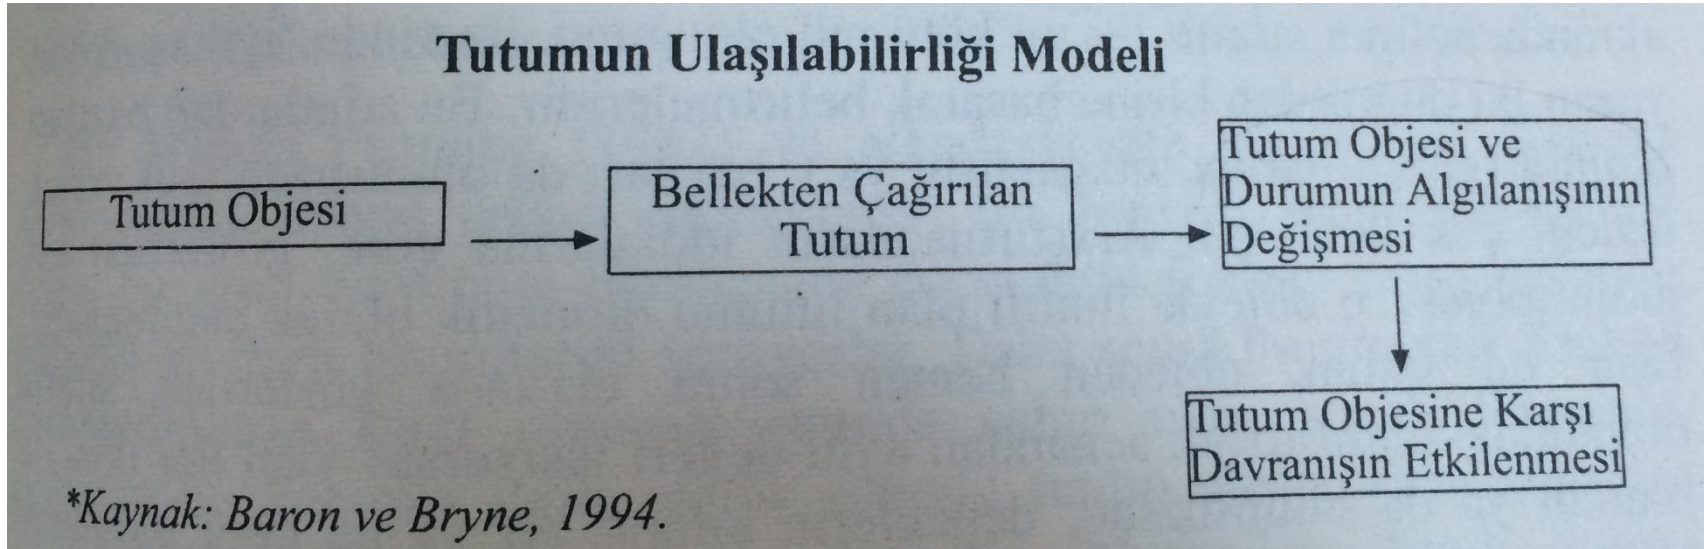 Tutumun Ulaşılabilirliği Modeli
Tutum Objesi
Bellekten Çağırılan
Tutum
Tutum Objesi ve
Durumun Algılanışının
Değişmesi
Tutum Objesine Karşı
Davranışın Etkilenmesi
*Kaynak: Baron ve Bryne, 1994.